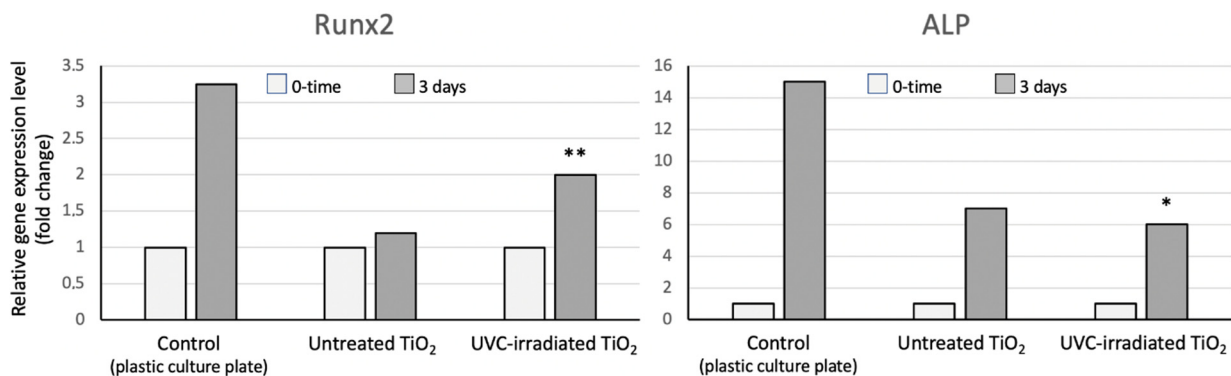 Runx2
Relative gene expression level
(fold change)
3.5
3
2.5
2
1.5
1
0.5
0
0-time
3 days
**
Control
(plastic culture plate)
Untreated TiO₂
UVC-irradiated TiO₂
ALP
16
14
12
10
8
6
4
2
0
0-time
3 days
*
Control
(plastic culture plate)
Untreated TiO₂
UVC-irradiated TiO₂